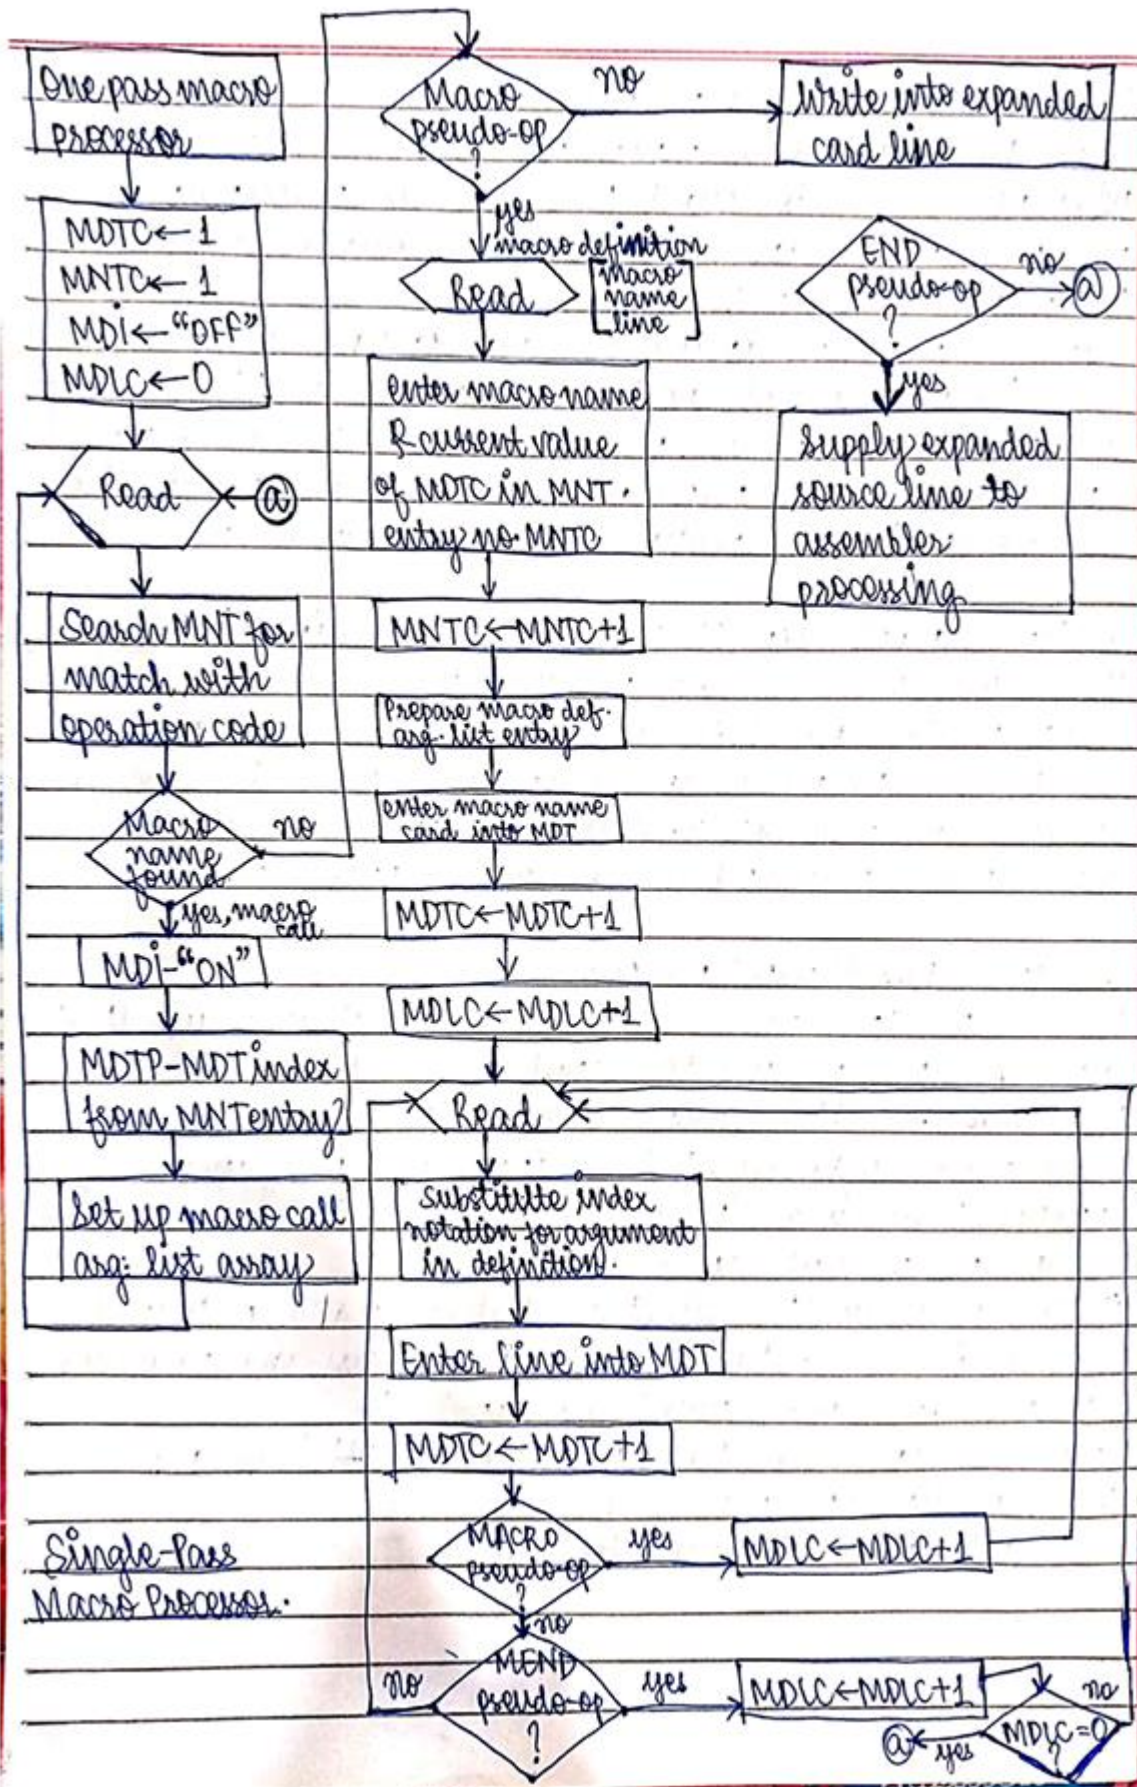 One pass macro
processor
MDTC ← 1
MNTC ← 1
MDI ← “OFF”
MDLC ← 0
Read
a
Search MNT for
match with
operation code
Macro
name
found
no
yes, macro
call
MDI-“ON”
MDTP-MDT index
from MNT entry
Set up macro call
arg: list array
Single-Pass
Macro Processor.
Macro
pseudo-op
?
no
yes
macro definition
Read
macro
name
line
enter macro name
& current value
of MDTC in MNT.
entry no. MNTC
MNTC ← MNTC+1
Prepare macro def.
arg. list entry
enter macro name
card into MDT
MDTC ← MDTC+1
MDLC ← MDLC+1
Read
substitilte index
notation for argument
in definition.
Enter line into MDT
MDTC ← MDTC+1
MACRO
pseudo-op
?
yes
MDLC ← MDLC+1
no
MEND
pseudo-op
?
no
yes
MDLC ← MDLC+1
MDLC=0
?
no
yes
a
Write into expanded
card line
END
pseudo-op
?
no
a
yes
Supply expanded
source line to
assembler
processing